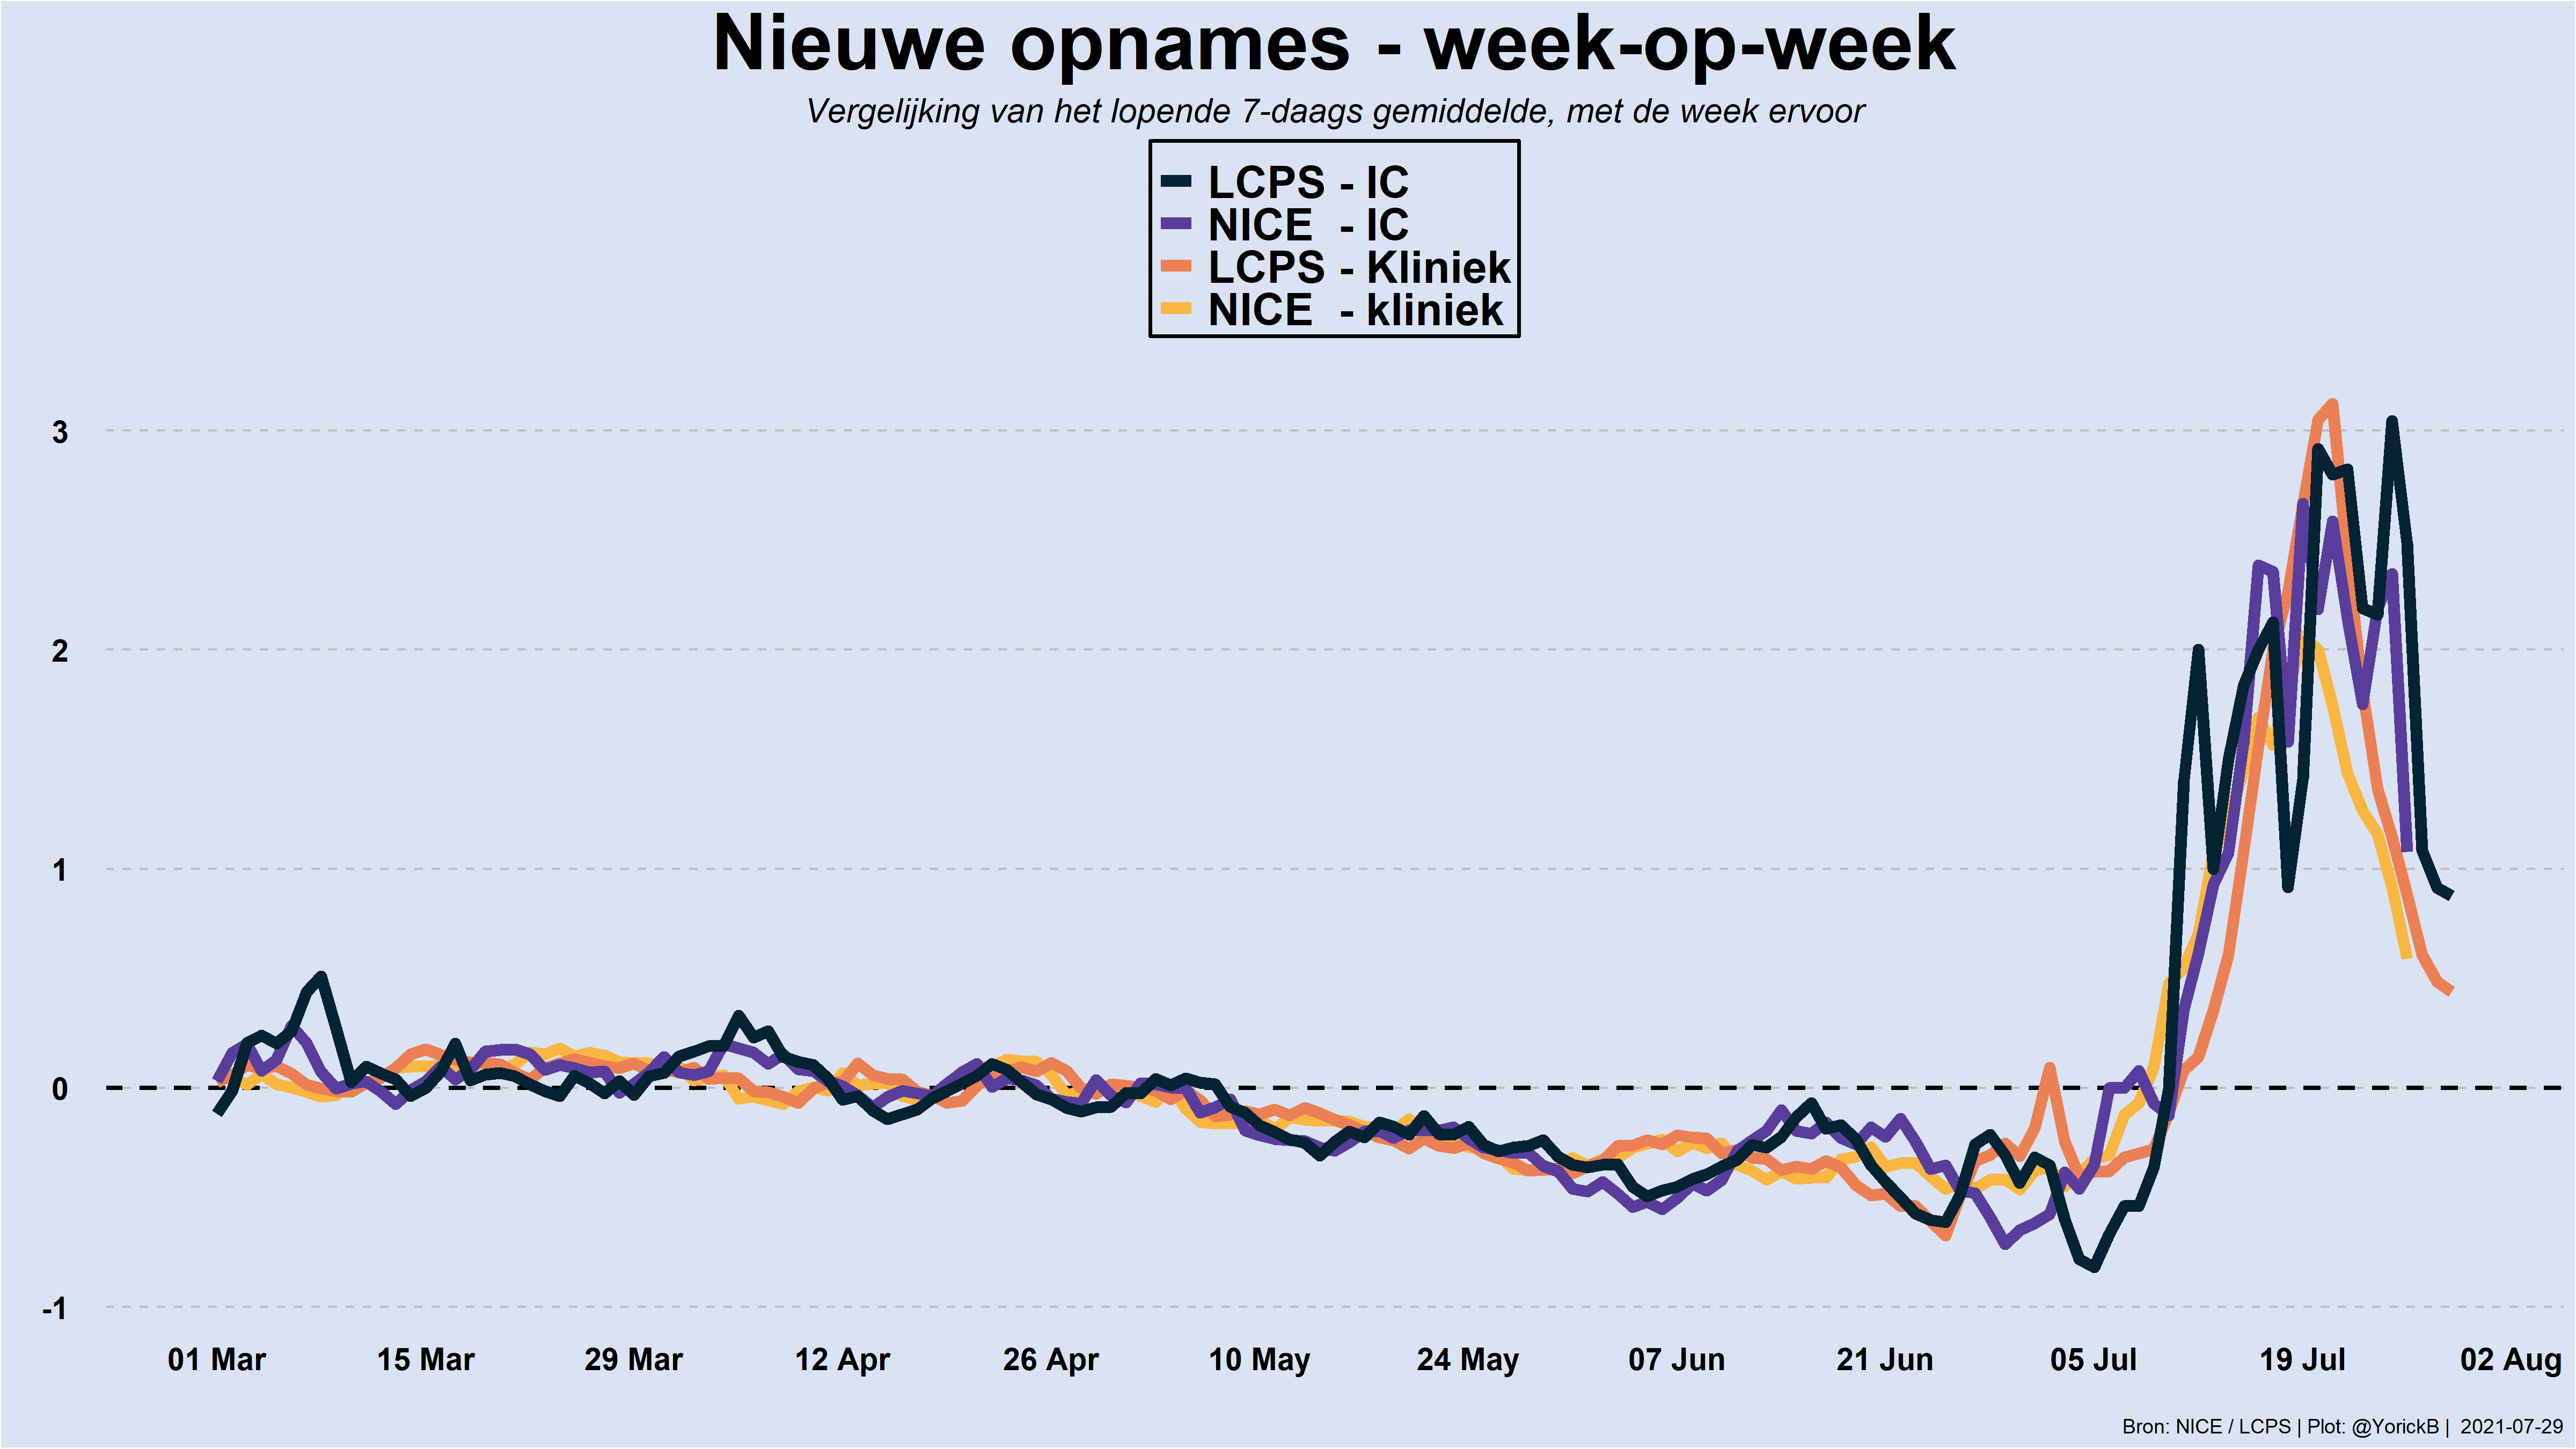 Nieuwe opnames - week-op-week
Vergelijking van het lopende 7-daags gemiddelde, met de week ervoor
LCPS - IC
NICE - IC
LCPS - Kliniek
NICE - kliniek
3
2
1
0
-1
01 Mar 15 Mar 29 Mar 12 Apr 26 Apr 10 May 24 May 07 Jun 21 Jun 05 Jul 19 Jul 02 Aug
Bron: NICE / LCPS | Plot: @YorickB | 2021-07-29